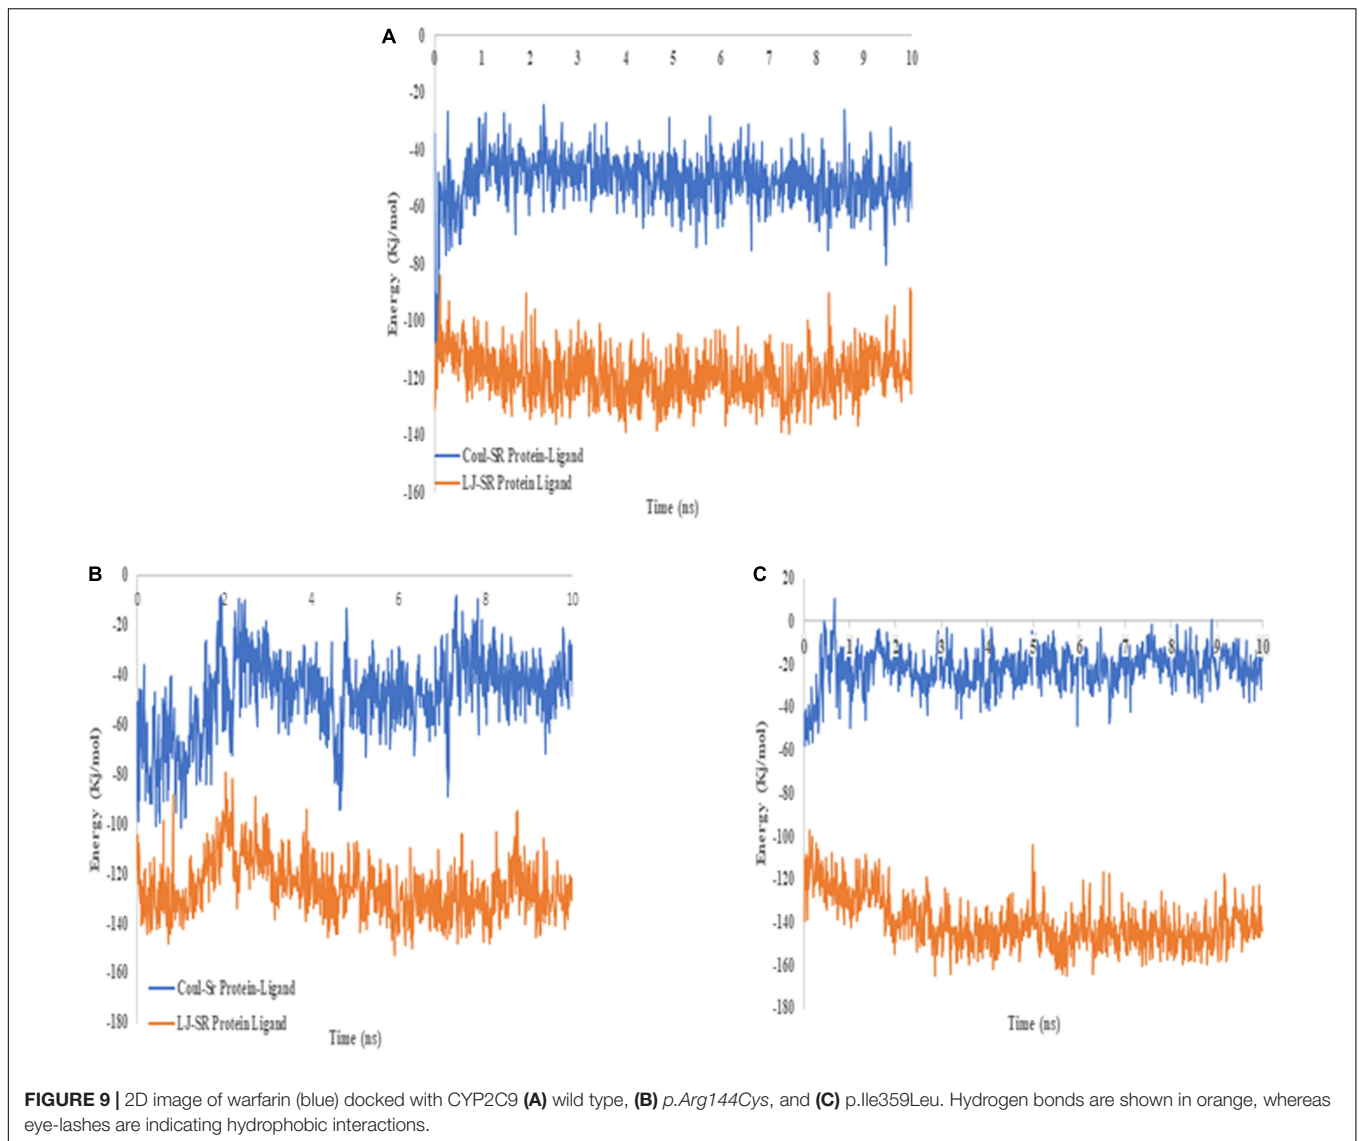 A
0
0 1 2 3 4 5 6 7 8 9 10
-20
-40
-60
-80
-100
-120
-140
-160
Energy (Kj/mol)
Coul-SR Protein-Ligand
LJ-SR Protein Ligand
Time (ns)
B
0
0 2 4 6 8 10
-20
-40
-60
-80
-100
-120
-140
-160
-180
Energy (Kj/mol)
Coul-Sr Protein-Ligand
LJ-SR Protein Ligand
Time (ns)
C
20
0
0 1 2 3 4 5 6 7 8 9 10
-20
-40
-60
-80
-100
-120
-140
-160
-180
Energy (Kj/mol)
Time (ns)
FIGURE 9 | 2D image of warfarin (blue) docked with CYP2C9 (A) wild type, (B) p.Arg144Cys, and (C) p.Ile359Leu. Hydrogen bonds are shown in orange, whereas
eye-lashes are indicating hydrophobic interactions.